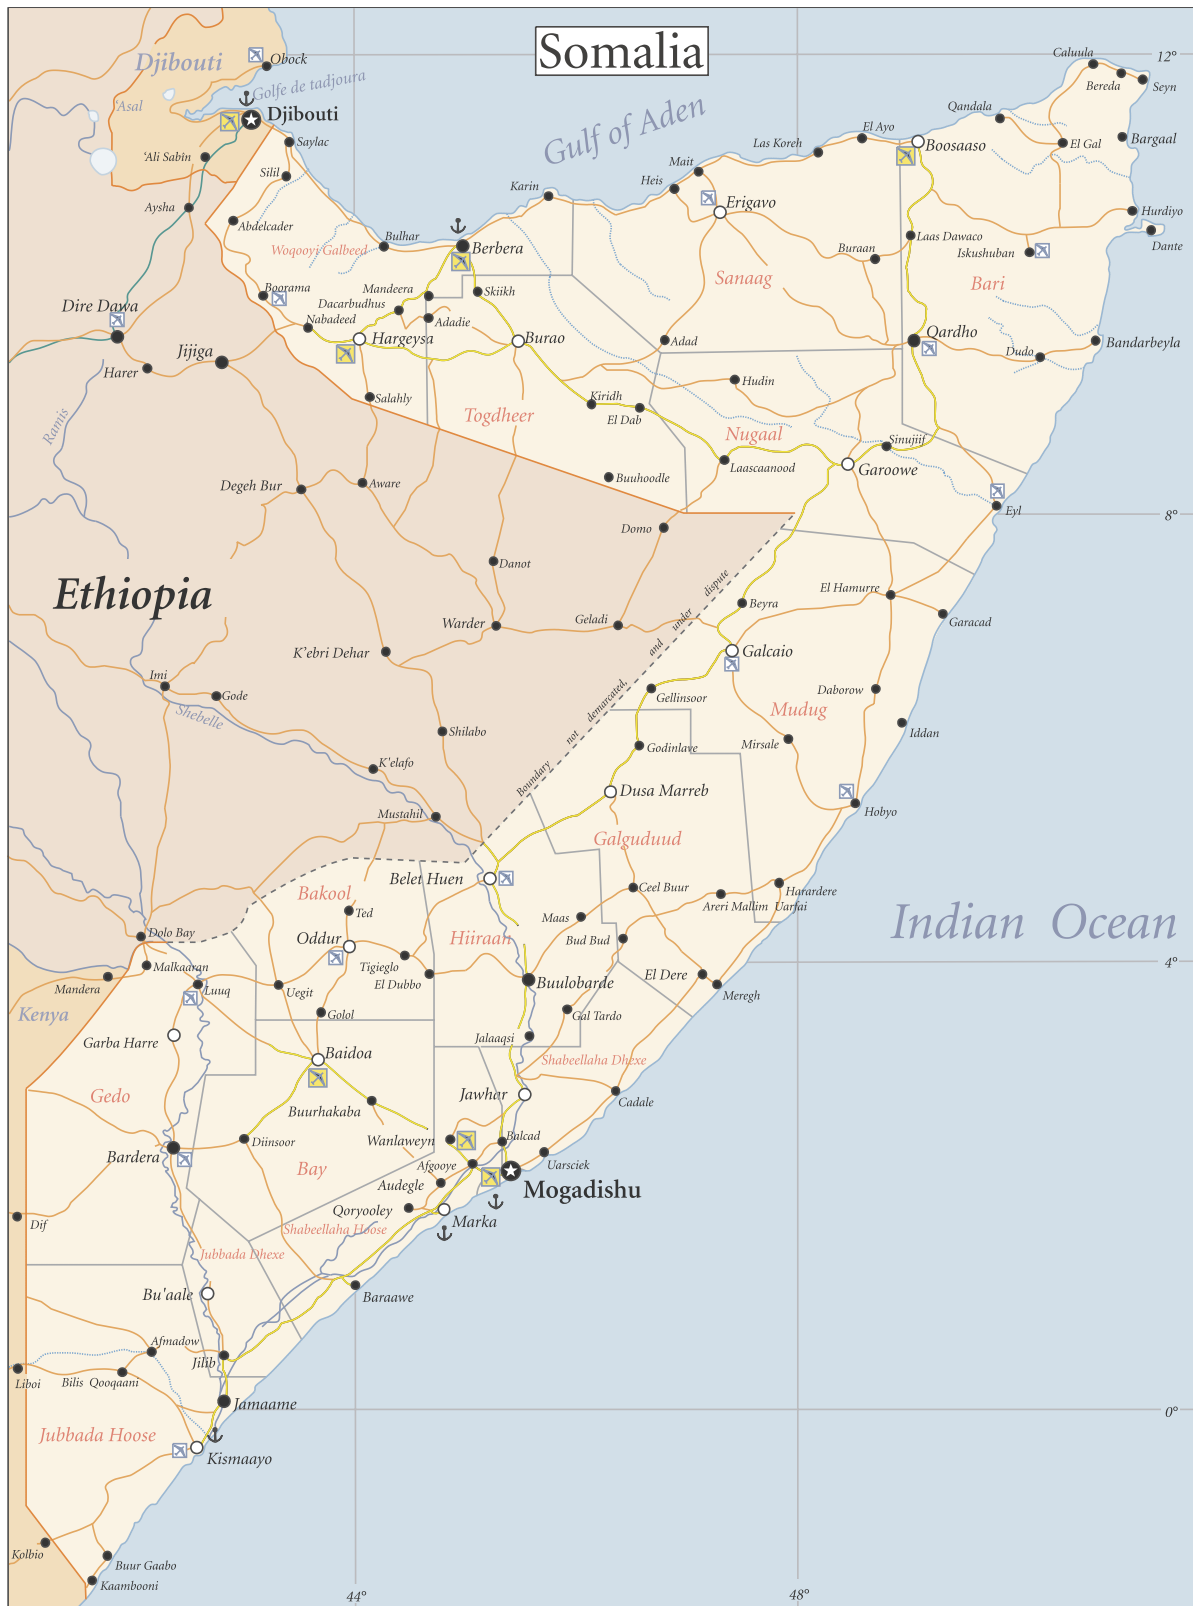 Somalia
Caluula
12°
Djibouti
Obock
Bereda
Seyn
Golfe de tadjoura
'Asal
Qandala
Gulf of Aden
Djibouti
El Ayo
Bargaal
Saylac
Las Koreh
Boosaaso
El Gal
'Ali Sabîn
Mait
Silil
Karin
Heis
Erigavo
Aysha
Hurdiyo
Abdelcader
Bulhar
Laas Dawaco
Dante
Woqooyi Galbeed
Berbera
Buraan
Iskushuban
Sanaag
Bari
Boorama
Mandeera
Skiikh
Dire Dawa
Dacarbudhus
Nabadeed
Adadie
Hargeysa
Burao
Adad
Qardho
Bandarbeyla
Jijiga
Dudo
Harer
Hudin
Salahly
Kiridh
Ramis
Togdheer
El Dab
Nugaal
Sinujiif
Laascaanood
Garoowe
Degeh Bur
Aware
Buuhoodle
Eyl
8°
Domo
Danot
Ethiopia
dispute
under
and
not demarcated,
Boundary
El Hamurre
Beyra
Warder
Geladi
Garacad
K'ebri Dehar
Galcaio
Imi
Gode
Gellinsoor
Daborow
Shebelle
Mudug
Shilabo
Godinlave
Mirsale
Iddan
K'elafo
Dusa Marreb
Mustahil
Hobyo
Galguduud
Belet Huen
Bakool
Ceel Buur
Harardere
Areri Mallim Uarfai
Ted
Maas
Indian Ocean
Dolo Bay
Oddur
Hiiraan
Bud Bud
Malkaaran
Tigieglo
4°
Mandera
El Dubbo
El Dere
Luuq
Uegit
Buulobarde
Meregh
Kenya
Golol
Gal Tardo
Garba Harre
Jalaaqsi
Baidoa
Shabeellaha Dhexe
Gedo
Jawhar
Cadale
Buurhakaba
Wanlaweyn
Balcad
Diinsoor
Bardera
Bay
Afgooye
Uarsciek
Audegle
Mogadishu
Qoryooley
Marka
Dif
Shabeellaha Hoose
Jubbada Dhexe
Bu'aale
Baraawe
Afmadow
Jilib
Liboi
Bilis Qooqaani
Jamaame
0°
Jubbada Hoose
Kismaayo
Kolbio
Buur Gaabo
Kaambooni
44°
48°